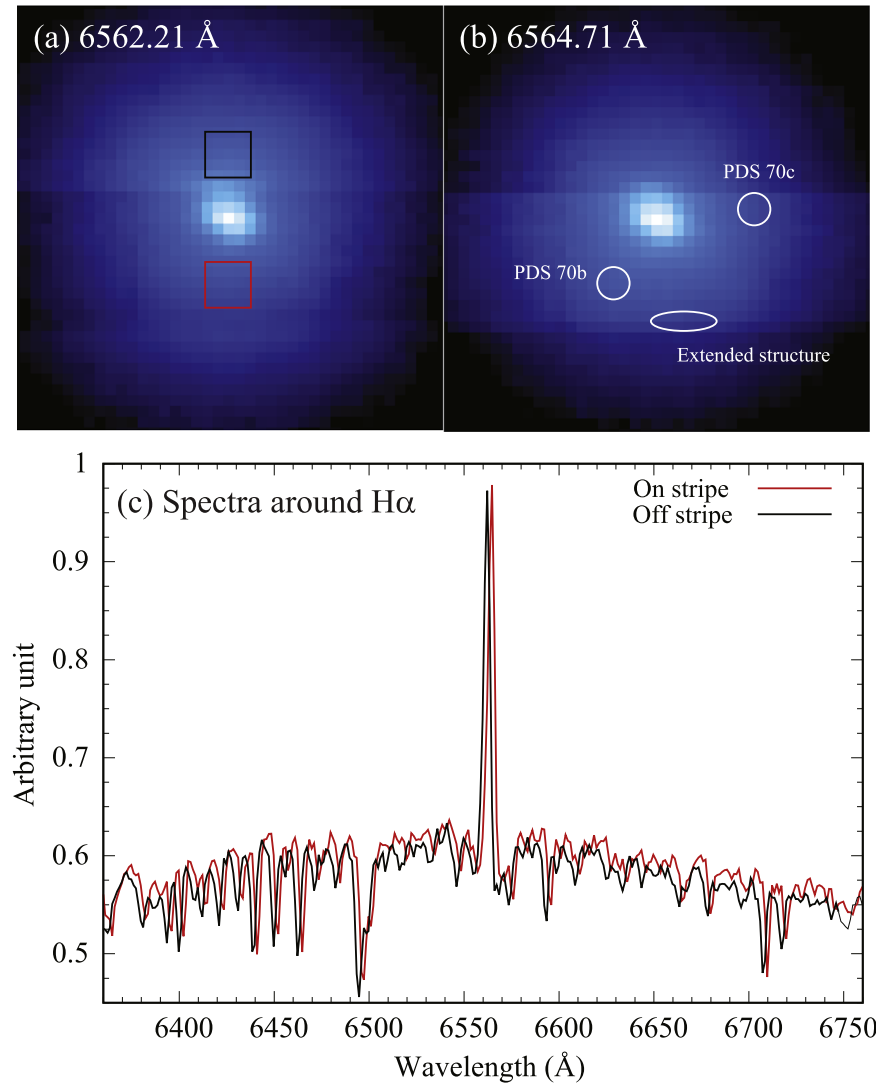 (a) 6562.21 Å
(b) 6564.71 Å
PDS 70c
PDS 70b
Extended structure
(c) Spectra around Hα
On stripe
Off stripe
1
0.9
0.8
0.7
0.6
0.5
Arbitrary unit
6400 6450 6500 6550 6600 6650 6700 6750
Wavelength (Å)